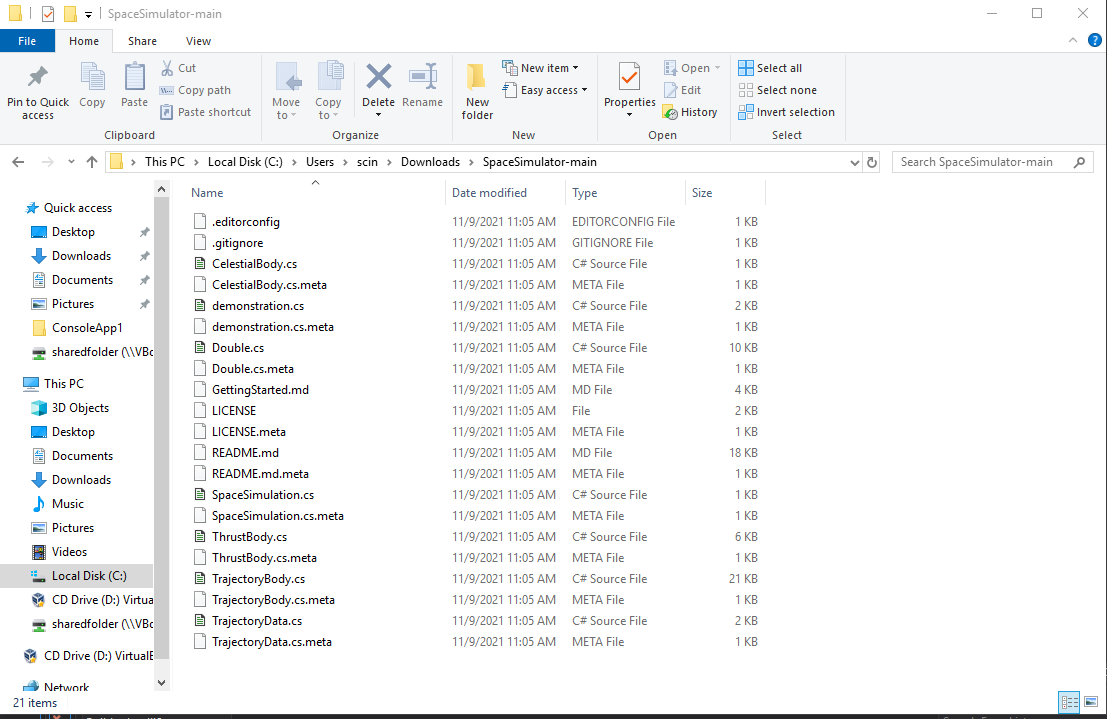 SpaceSimulator-main
File Home Share View
Pin to Quick access
Copy
Paste
Cut
Copy path
Paste shortcut
Clipboard
Move to
Copy to
Delete
Rename
Organize
New folder
New item
Easy access
New
Properties
Open
Edit
History
Open
Select all
Select none
Invert selection
Select
This PC > Local Disk (C:) > Users > scin > Downloads > SpaceSimulator-main
Search SpaceSimulator-main
Quick access
Desktop
Downloads
Documents
Pictures
ConsoleApp1
sharedfolder (\\VBo
This PC
3D Objects
Desktop
Documents
Downloads
Music
Pictures
Videos
Local Disk (C:)
CD Drive (D:) Virtua
sharedfolder (\\VBo
CD Drive (D:) VirtualB
Network
Name Date modified Type Size
.editorconfig 11/9/2021 11:05 AM EDITORCONFIG File 1 KB
.gitignore 11/9/2021 11:05 AM GITIGNORE File 1 KB
CelestialBody.cs 11/9/2021 11:05 AM C# Source File 1 KB
CelestialBody.cs.meta 11/9/2021 11:05 AM META File 1 KB
demonstration.cs 11/9/2021 11:05 AM C# Source File 2 KB
demonstration.cs.meta 11/9/2021 11:05 AM META File 1 KB
Double.cs 11/9/2021 11:05 AM C# Source File 10 KB
Double.cs.meta 11/9/2021 11:05 AM META File 1 KB
GettingStarted.md 11/9/2021 11:05 AM MD File 4 KB
LICENSE 11/9/2021 11:05 AM File 2 KB
LICENSE.meta 11/9/2021 11:05 AM META File 1 KB
README.md 11/9/2021 11:05 AM MD File 18 KB
README.md.meta 11/9/2021 11:05 AM META File 1 KB
SpaceSimulation.cs 11/9/2021 11:05 AM C# Source File 1 KB
SpaceSimulation.cs.meta 11/9/2021 11:05 AM META File 1 KB
ThrustBody.cs 11/9/2021 11:05 AM C# Source File 6 KB
ThrustBody.cs.meta 11/9/2021 11:05 AM META File 1 KB
TrajectoryBody.cs 11/9/2021 11:05 AM C# Source File 21 KB
TrajectoryBody.cs.meta 11/9/2021 11:05 AM META File 1 KB
TrajectoryData.cs 11/9/2021 11:05 AM C# Source File 2 KB
TrajectoryData.cs.meta 11/9/2021 11:05 AM META File 1 KB
21 items